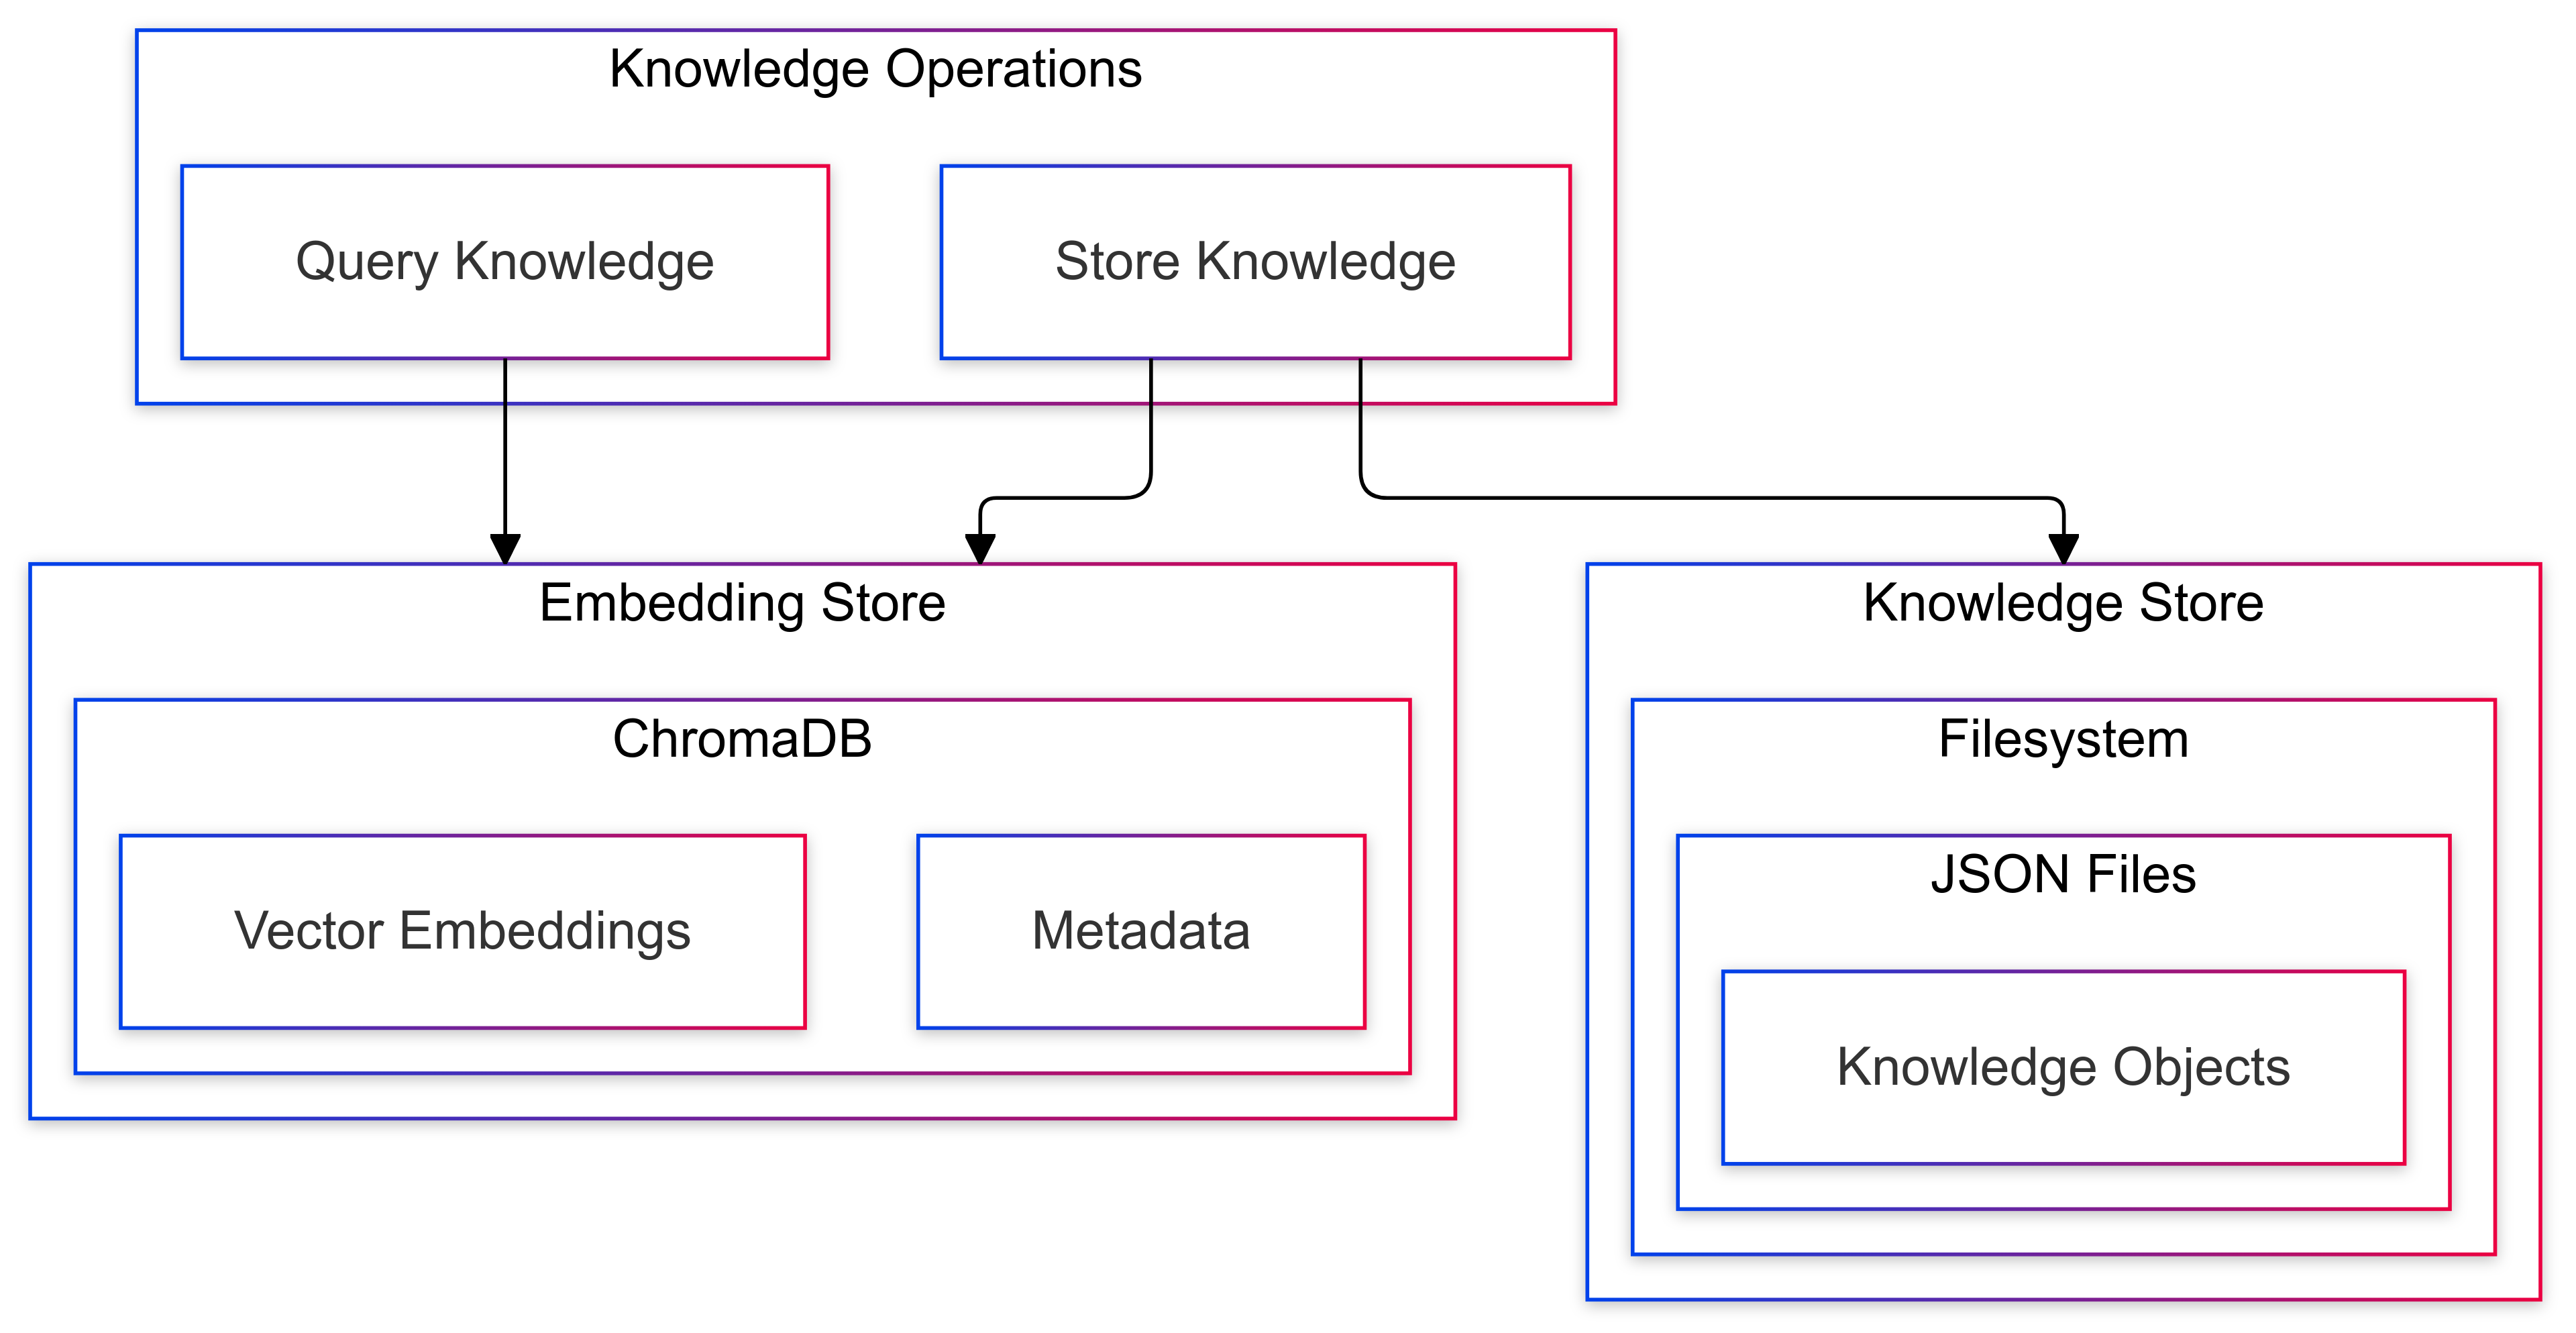 Knowledge Operations
Query Knowledge
Store Knowledge
Embedding Store
Knowledge Store
ChromaDB
Filesystem
JSON Files
Vector Embeddings
Metadata
Knowledge Objects